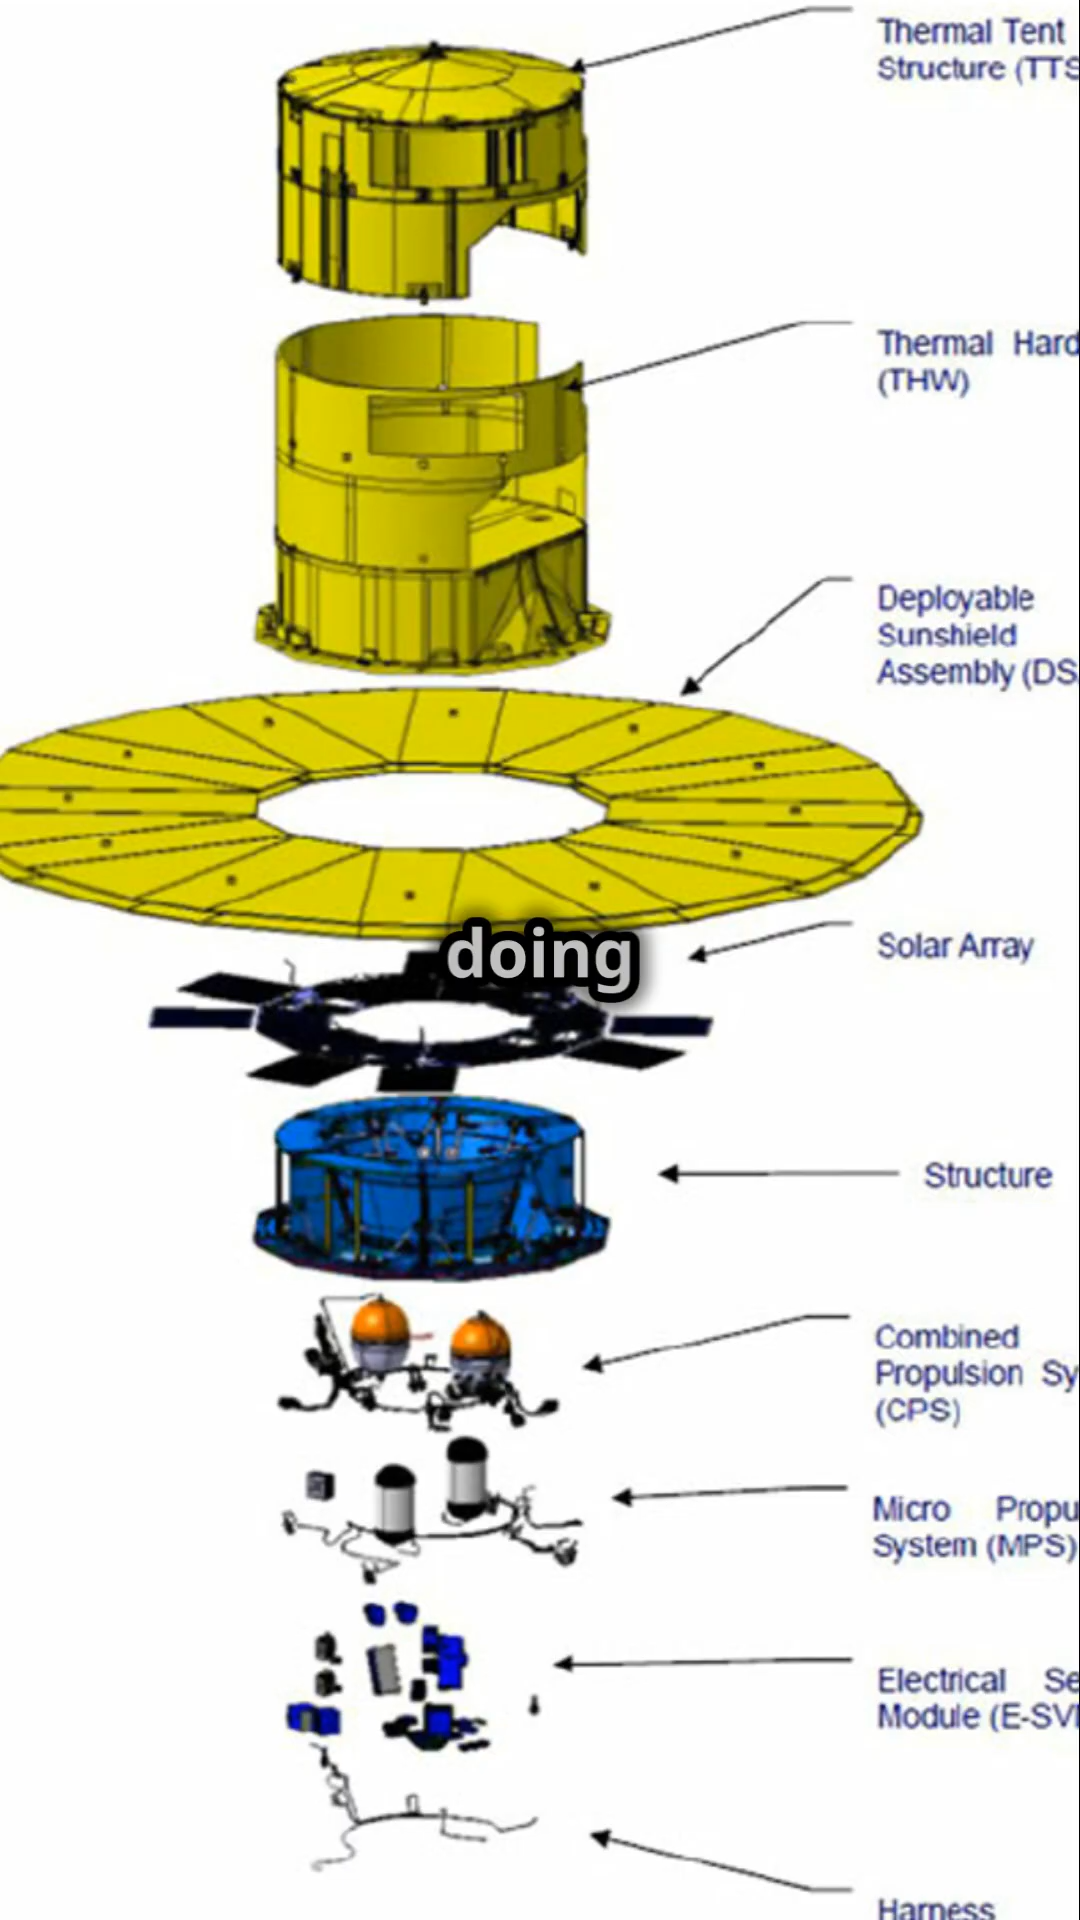 Thermal Tent
Structure (TTS
Thermal Hard
(THW)
Deployable
Sunshield
Assembly (DS
doing
Solar Array
Structure
Combined
Propulsion Sy
(CPS)
Micro Propu
System (MPS)
Electrical Se
Module (E-SV
Harness